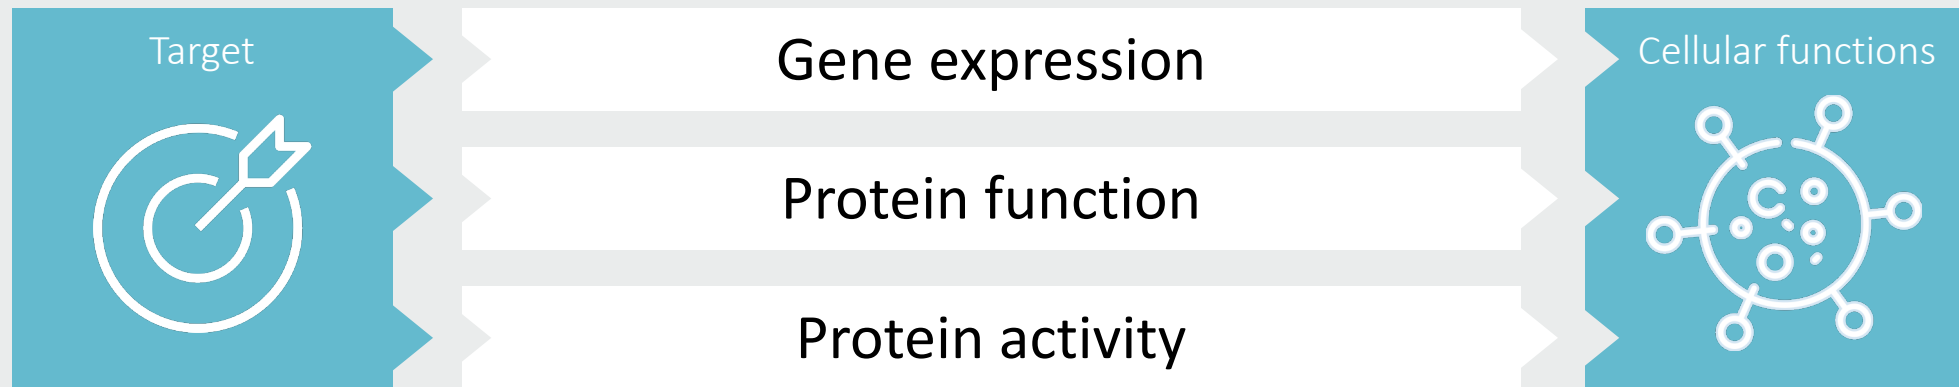 Target
Gene expression
Protein function
Protein activity
Cellular functions